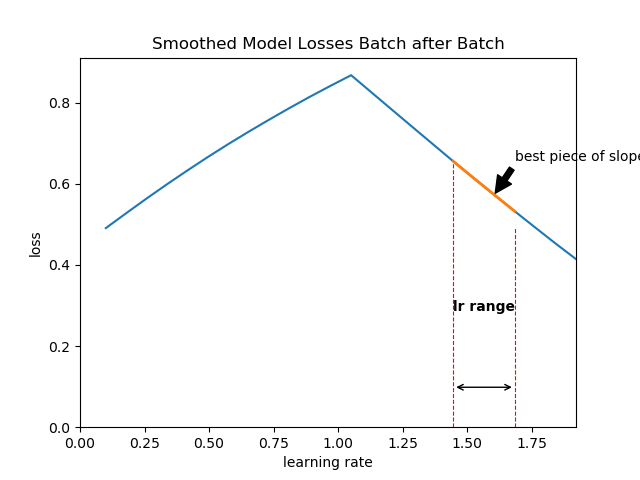 Smoothed Model Losses Batch after Batch
0.8
best piece of slope
0.6
loss
0.4
lr range
0.2
0.0
0.00 0.25 0.50 0.75 1.00 1.25 1.50 1.75
learning rate